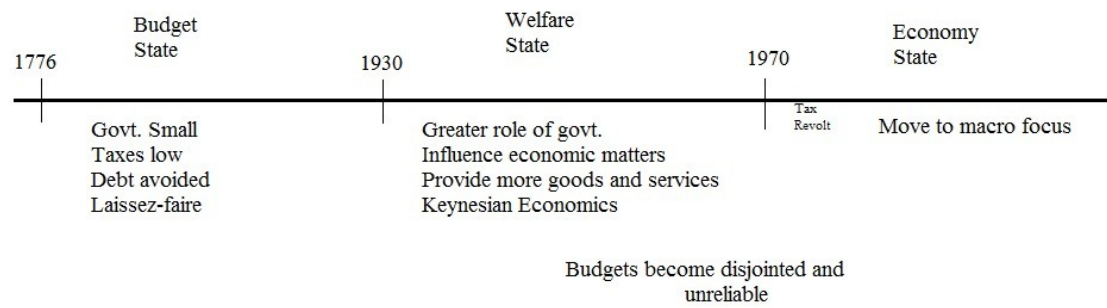 Budget
State
Welfare
State
Economy
State
1776
1930
1970
Govt. Small
Taxes low
Debt avoided
Laissez-faire
Greater role of govt.
Influence economic matters
Provide more goods and services
Keynesian Economics
Tax
Revolt
Move to macro focus
Budgets become disjointed and
unreliable